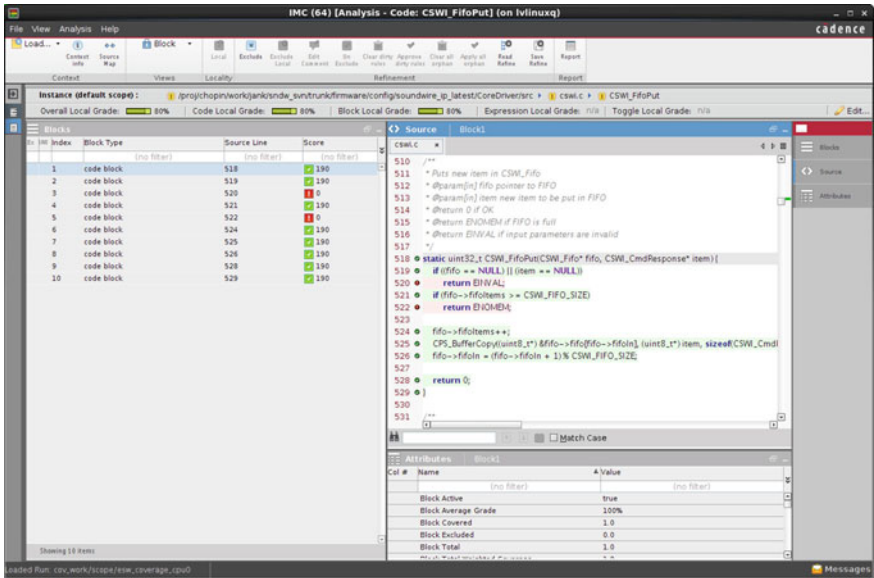 IMC (64) [Analysis - Code: CSWI_FifoPut] (on lvlinuxq)
File View Analysis Help
cadence
Load...
Context info
Source Map
Block
Local
Exclude
Exclude Local
Edit Comment
Un Exclude
Clear dirty rules
Approve dirty rules
Clear all orphan
Apply all orphan
Read Refine
Save Refine
Report
Context
Views
Locality
Refinement
Report
Instance (default scope) : /proj/chopin/work/jank/sndw_svn/trunk/firmware/config/soundwire_ip_latest/CoreDriver/src cswi.c CSWI_FifoPut
Overall Local Grade: 80% Code Local Grade: 80% Block Local Grade: 80% Expression Local Grade: n/a Toggle Local Grade: n/a Edit...
Blocks
Ex UNR Index Block Type Source Line Score
(no filter) (no filter) (no filter)
1 code block 518 190
2 code block 519 190
3 code block 520 0
4 code block 521 190
5 code block 522 0
6 code block 524 190
7 code block 525 190
8 code block 526 190
9 code block 528 190
10 code block 529 190
Showing 10 items
Source Block1
cswi.c
510 /**
511 * Puts new item in CSWI_Fifo
512 * @param[in] fifo pointer to FIFO
513 * @param[in] item new item to be put in FIFO
514 * @return 0 if OK
515 * @return ENOMEM if FIFO is full
516 * @return EINVAL if input parameters are invalid
517 */
518 static uint32_t CSWI_FifoPut(CSWI_Fifo* fifo, CSWI_CmdResponse* item) {
519 if ((fifo == NULL) || (item == NULL))
520 return EINVAL;
521 if (fifo->fifoItems >= CSWI_FIFO_SIZE)
522 return ENOMEM;
523
524 fifo->fifoItems++;
525 CPS_BufferCopy((uint8_t*) &fifo->fifo[fifo->fifoIn], (uint8_t*) item, sizeof(CSWI_Cmd
526 fifo->fifoIn = (fifo->fifoIn + 1) % CSWI_FIFO_SIZE;
527
528 return 0;
529 }
530
531 /**
Match Case
Attributes Block1
Col # Name Value
(no filter) (no filter)
Block Active true
Block Average Grade 100%
Block Covered 1.0
Block Excluded 0.0
Block Total 1.0
Block Total Weighted Coverage
Blocks
Source
Attributes
Loaded Run: cov_work/scope/esw_coverage_cpu0
Messages